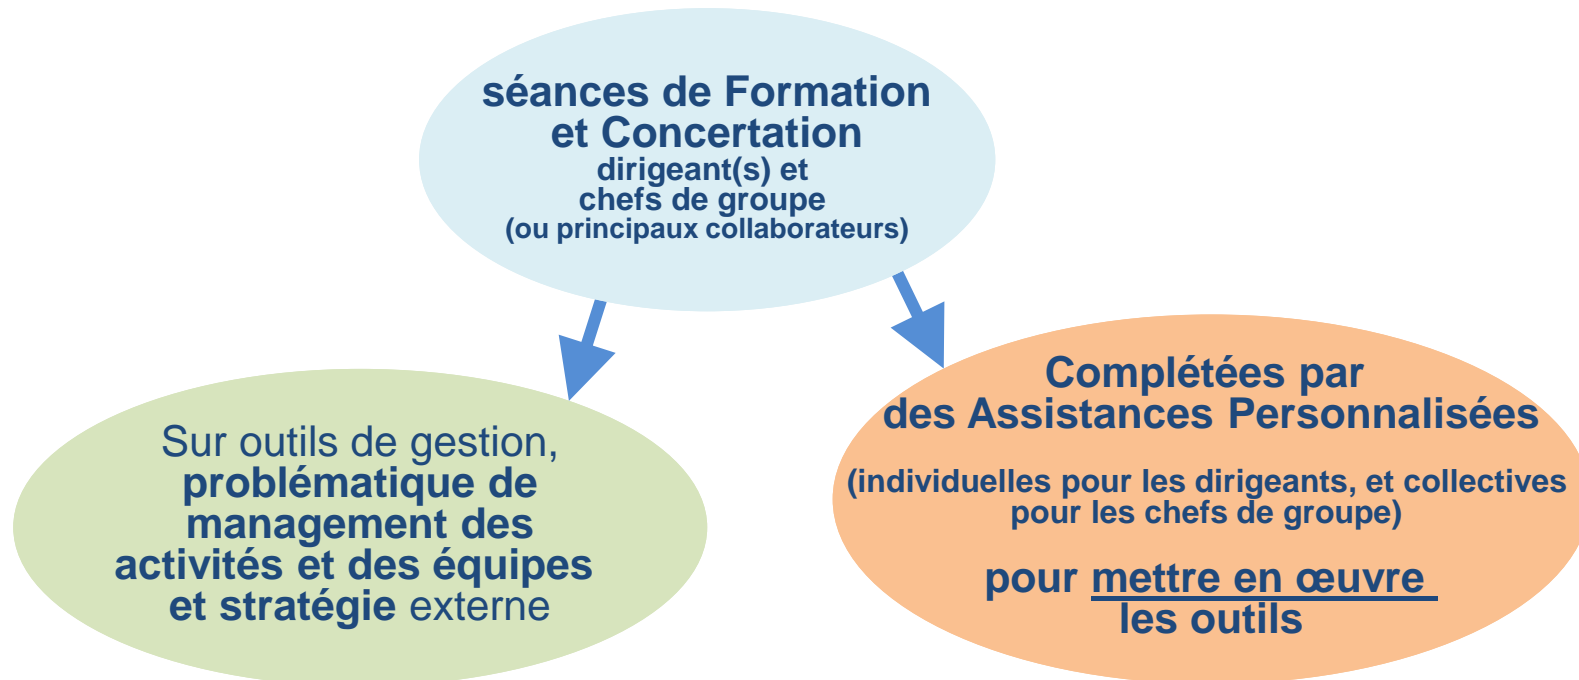 séances de Formation
et Concertation
dirigeant(s) et
chefs de groupe
(ou principaux collaborateurs)
Sur outils de gestion,
problématique de
management des
activités et des équipes
et stratégie externe
Complétées par
des Assistances Personnalisées
(individuelles pour les dirigeants, et collectives
pour les chefs de groupe)
pour mettre en œuvre
les outils